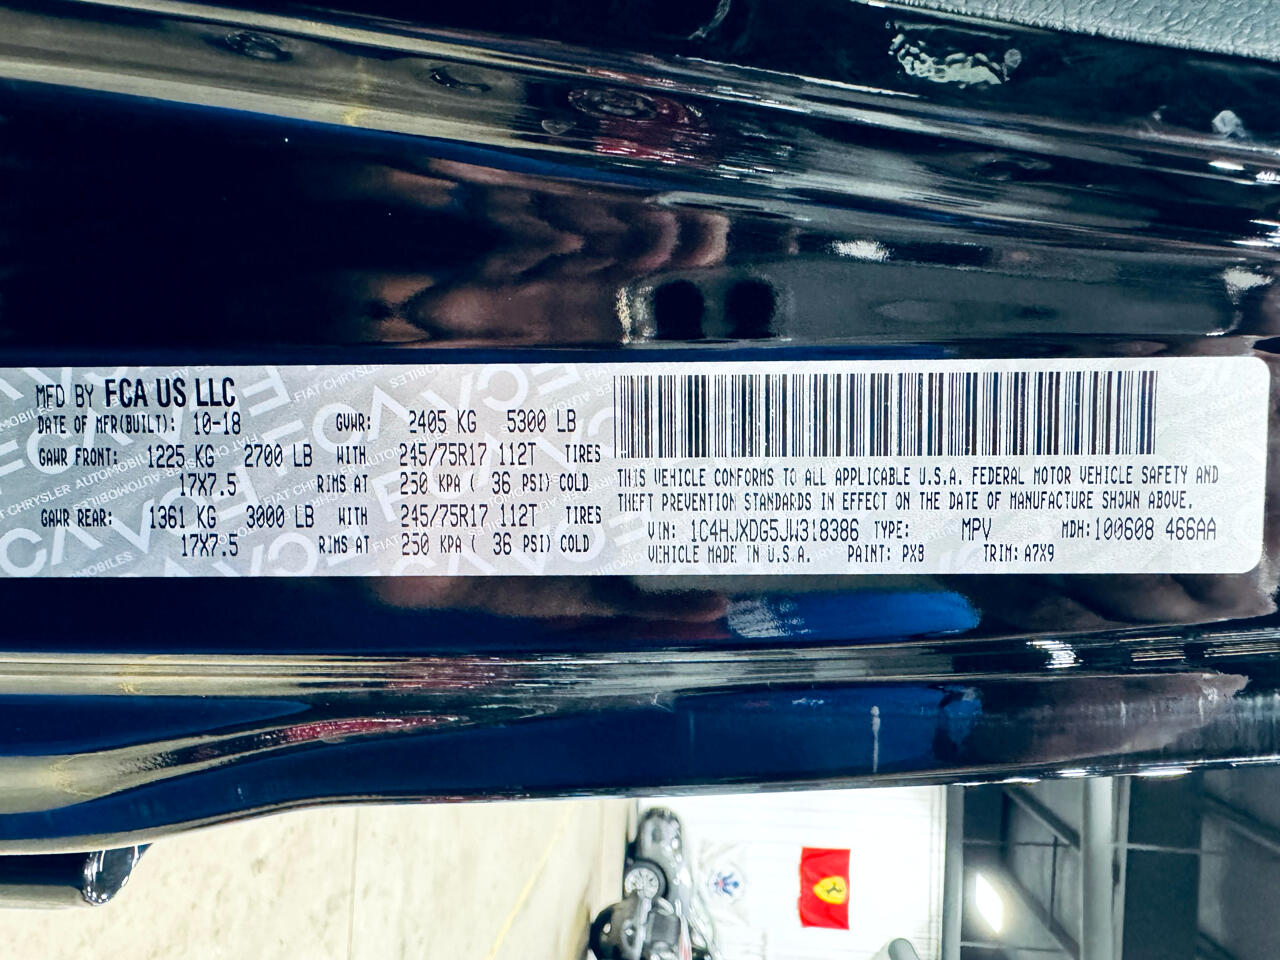 MFD BY FCA US LLC
DATE OF MFR(BUILT): 10-18 GVWR: 2405 KG 5300 LB
GAWR FRONT: 1225 KG 2700 LB WITH 245/75R17 112T TIRES
17X7.5 RIMS AT 250 KPA ( 36 PSI) COLD
GAWR REAR: 1361 KG 3000 LB WITH 245/75R17 112T TIRES
17X7.5 RIMS AT 250 KPA ( 36 PSI) COLD
THIS VEHICLE CONFORMS TO ALL APPLICABLE U.S.A. FEDERAL MOTOR VEHICLE SAFETY AND
THEFT PREVENTION STANDARDS IN EFFECT ON THE DATE OF MANUFACTURE SHOWN ABOVE.
VIN: 1C4HJXDG5JW318386 TYPE: MPV MDH: 100608 466AA
VEHICLE MADE IN U.S.A. PAINT: PX9 TRIM: A7X9